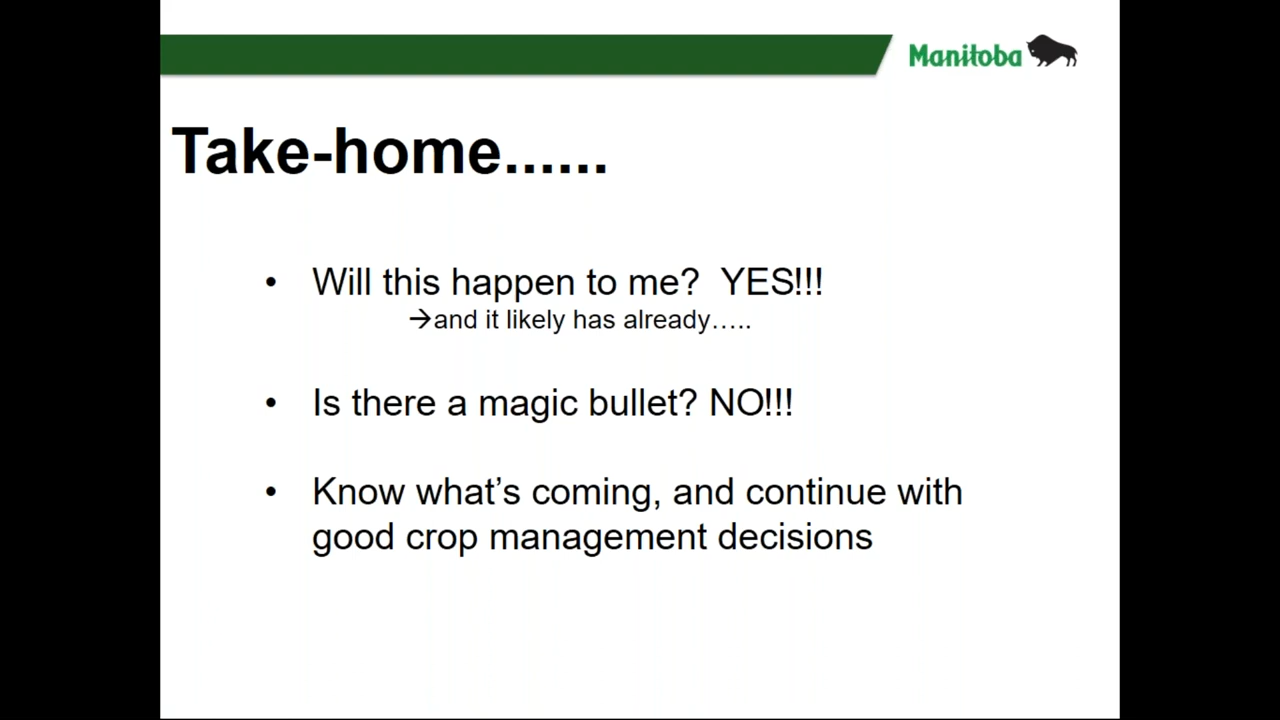 Manitoba
Take-home......
• Will this happen to me?  YES!!!
→and it likely has already…..
• Is there a magic bullet? NO!!!
• Know what’s coming, and continue with
good crop management decisions